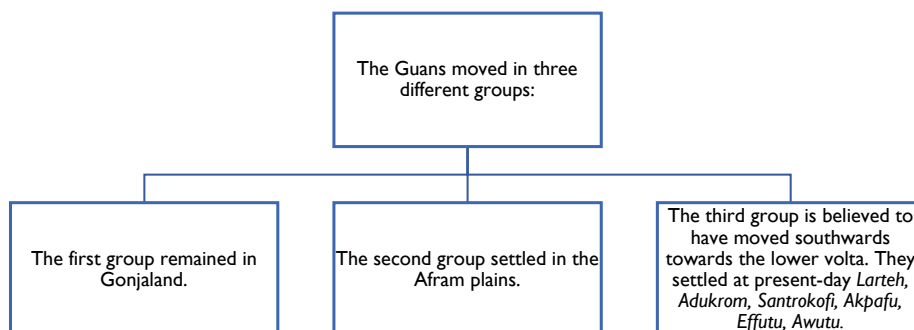 The Guans moved in three
different groups:
The first group remained in
Gonjaland.
The second group settled in the
Afram plains.
The third group is believed to
have moved southwards
towards the lower volta. They
settled at present-day Larteh,
Adukrom, Santrokofi, Akpafu,
Effutu, Awutu.